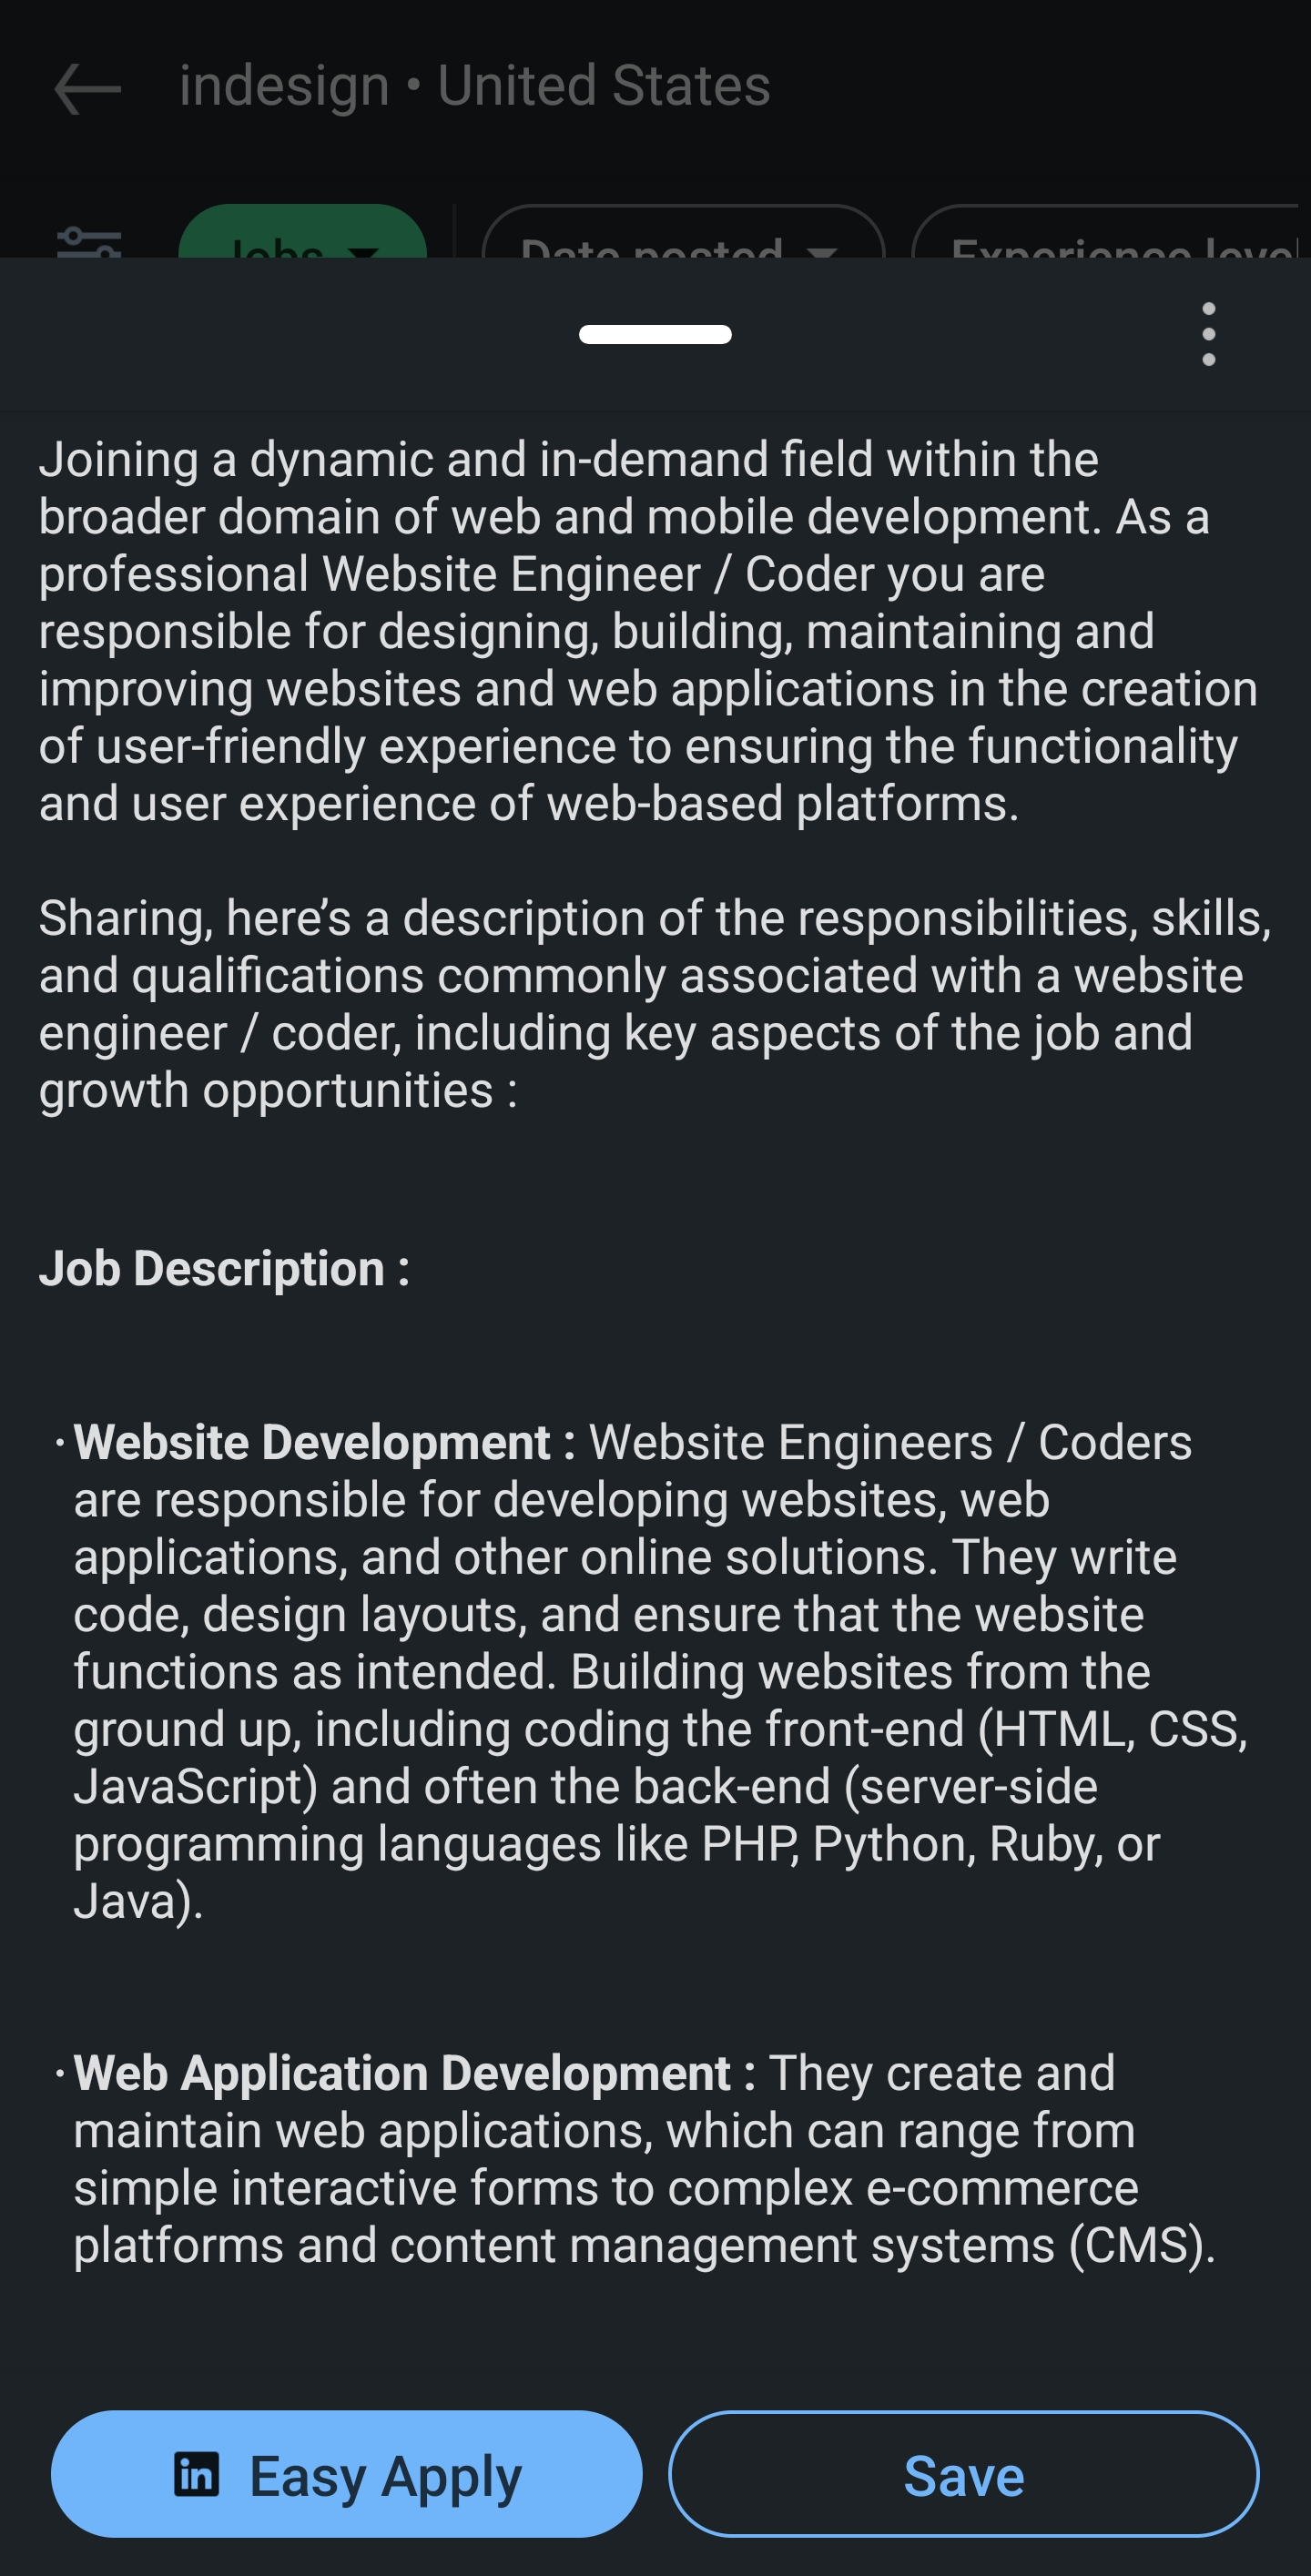 indesign • United States
Jobs
Date posted
Experience level
Joining a dynamic and in-demand field within the
broader domain of web and mobile development. As a
professional Website Engineer / Coder you are
responsible for designing, building, maintaining and
improving websites and web applications in the creation
of user-friendly experience to ensuring the functionality
and user experience of web-based platforms.
Sharing, here’s a description of the responsibilities, skills,
and qualifications commonly associated with a website
engineer / coder, including key aspects of the job and
growth opportunities :
Job Description :
· Website Development : Website Engineers / Coders
are responsible for developing websites, web
applications, and other online solutions. They write
code, design layouts, and ensure that the website
functions as intended. Building websites from the
ground up, including coding the front-end (HTML, CSS,
JavaScript) and often the back-end (server-side
programming languages like PHP, Python, Ruby, or
Java).
· Web Application Development : They create and
maintain web applications, which can range from
simple interactive forms to complex e-commerce
platforms and content management systems (CMS).
in Easy Apply
Save